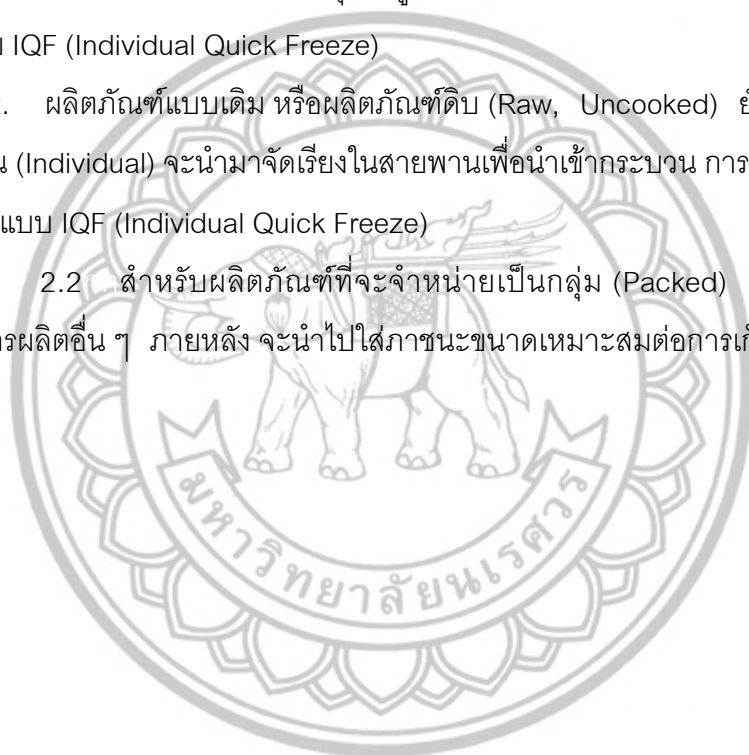 IQF (Individual Quick Freeze)
. ผลิตภัณฑ์แบบเดิม หรือผลิตภัณฑ์ดิบ (Raw, Uncooked)
(Individual) จะนำมาจัดเรียงในสายพานเพื่อนำเข้ากระบวน การ
แบบ IQF (Individual Quick Freeze)
2.2 สำหรับผลิตภัณฑ์ที่จะจำหน่ายเป็นกลุ่ม (Packed)
รผลิตอื่น ๆ ภายหลัง จะนำไปใส่ภาชนะขนาดเหมาะสมต่อการเก
มหาวิทยาลัยนเรศวร